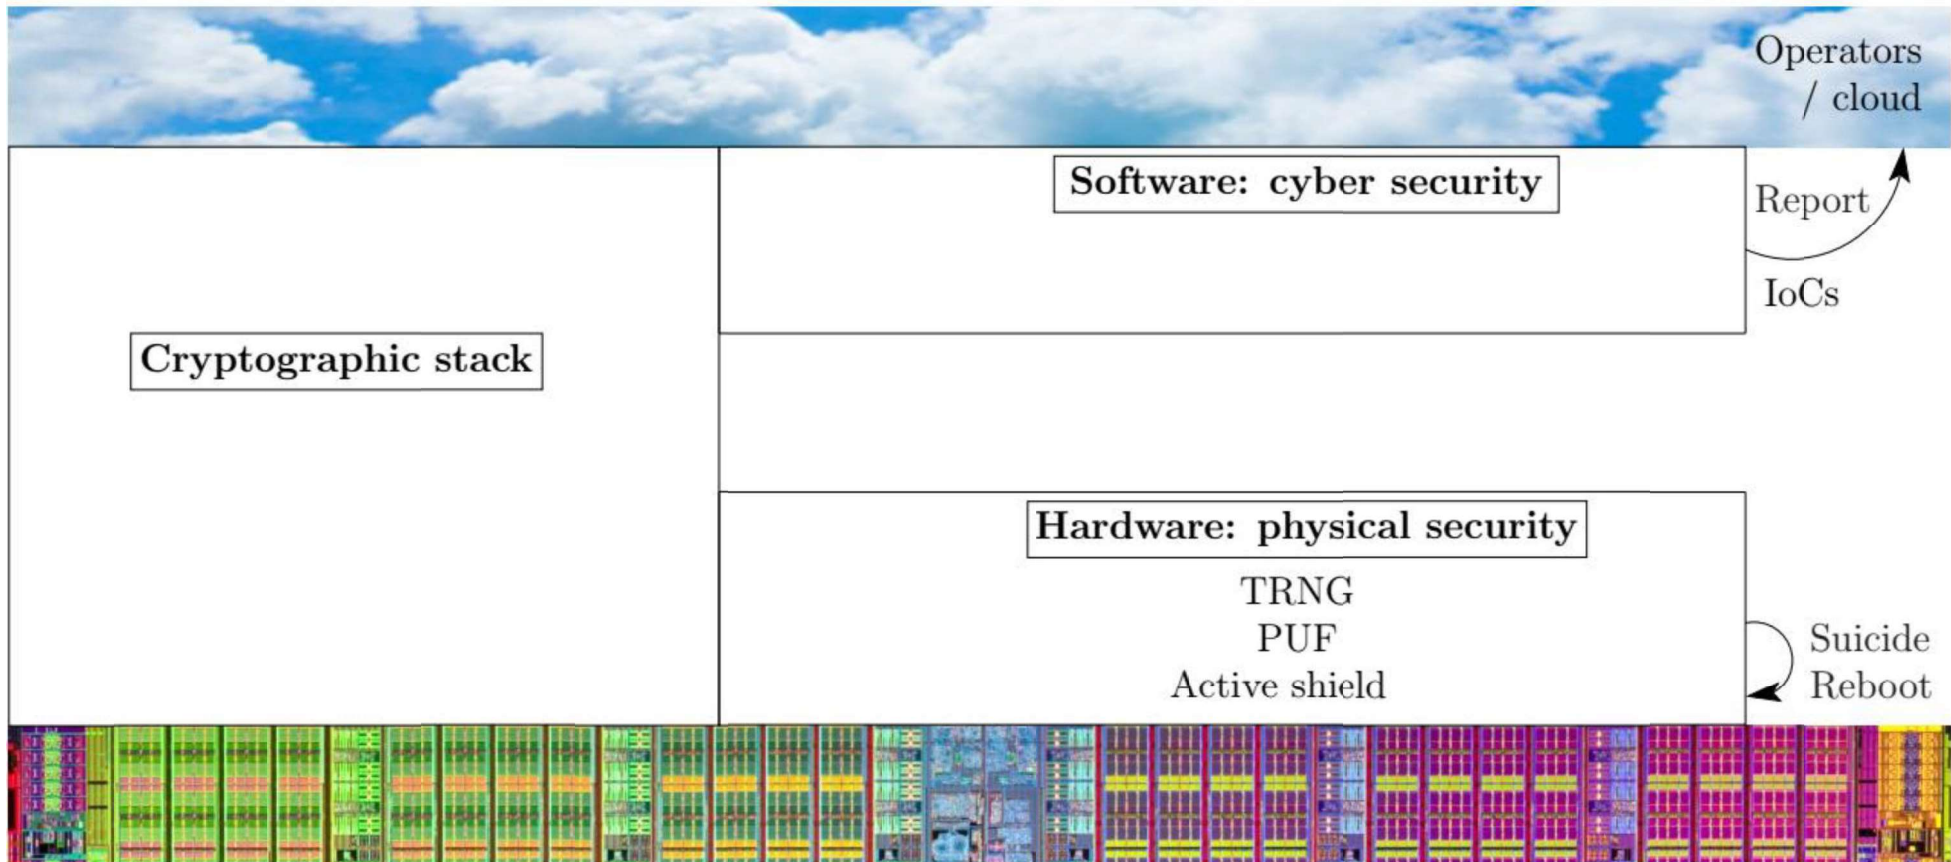 Operators
/ cloud
Software: cyber security
Report
IoCs
Cryptographic stack
Hardware: physical security
TRNG
PUF
Active shield
Suicide
Reboot